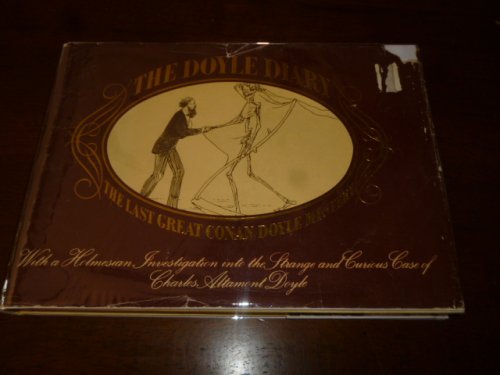 THE DOYLE DIARY
THE LAST GREAT CONAN DOYLE MYSTERY
With a Holmesian Investigation into the Strange and Curious Case of
Charles Altamont Doyle